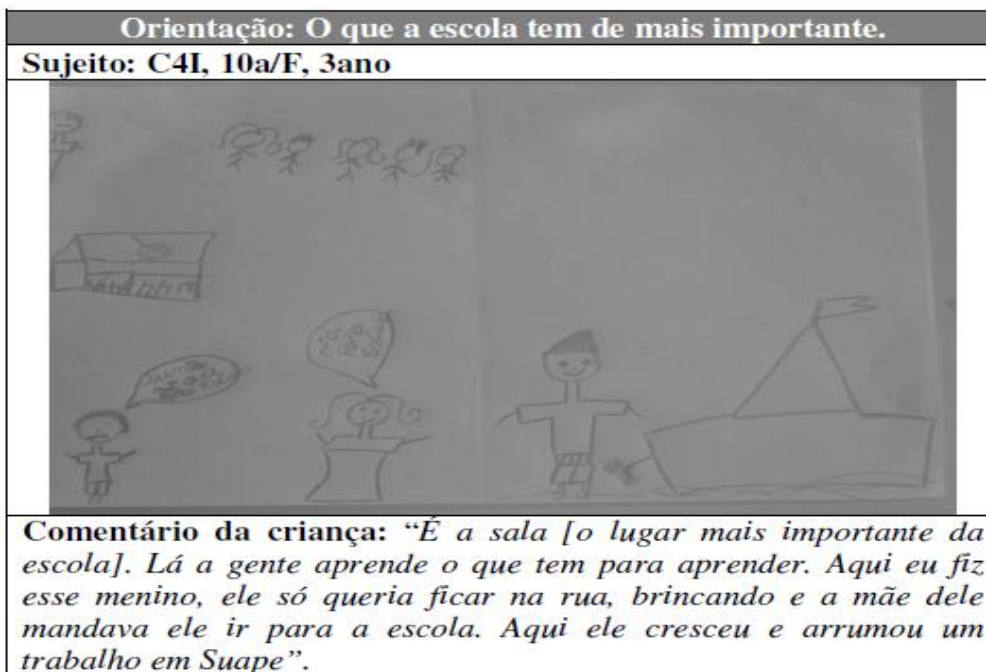 Orientação: O que a escola tem de mais importante.
Sujeito: C4I, 10a/F, 3ano
Comentário da criança: “É a sala [o lugar mais importante da
escola]. Lá a gente aprende o que tem para aprender. Aqui eu fiz
esse menino, ele só queria ficar na rua, brincando e a mãe dele
mandava ele ir para a escola. Aqui ele cresceu e arrumou um
trabalho em Suape”.